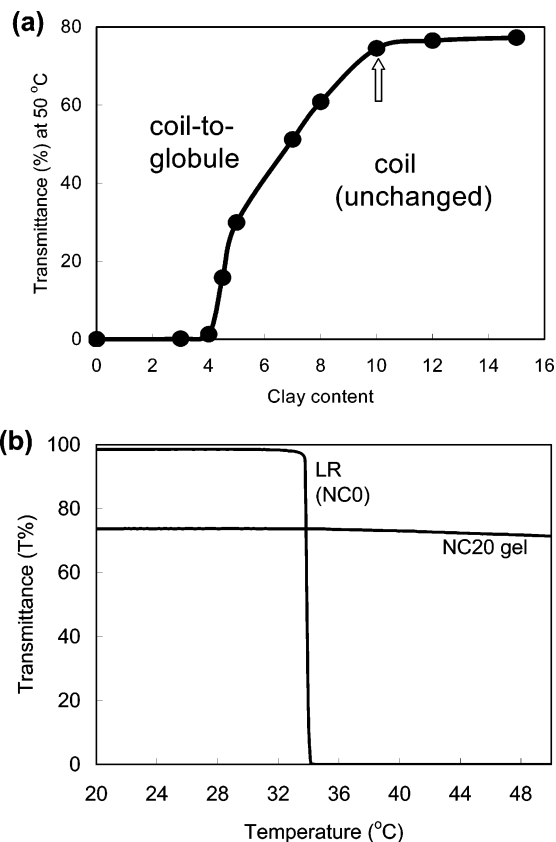 (a)
80
60
40
20
0
Transmittance (%) at 50 °C
coil-to-
globule
coil
(unchanged)
0 2 4 6 8 10 12 14 16
Clay content
(b)
100
80
60
40
20
0
Transmittance (T%)
LR
(NC0)
NC20 gel
20 24 28 32 36 40 44 48
Temperature (°C)